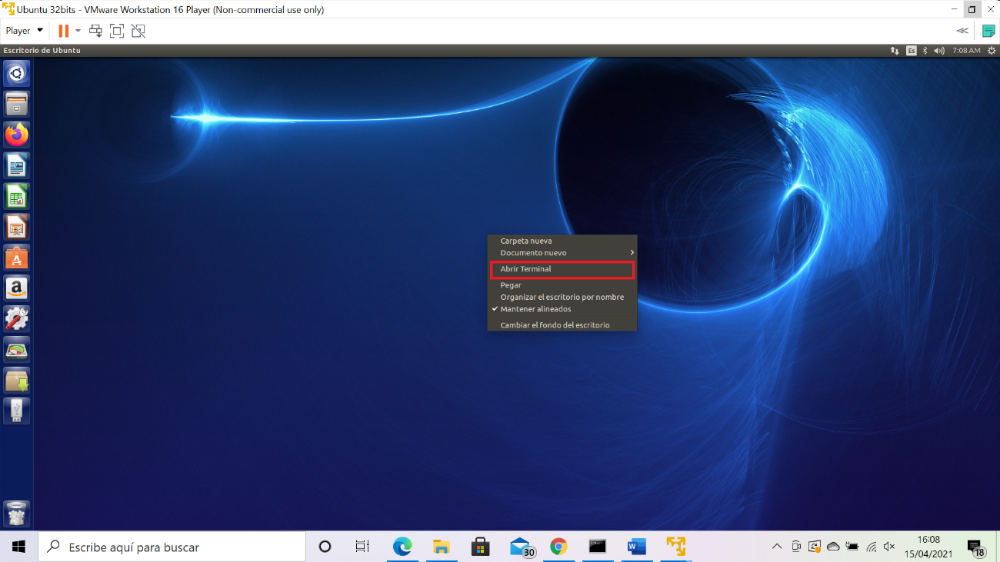 Ubuntu 32bits - VMware Workstation 16 Player (Non-commercial use only)
Player
Escritorio de Ubuntu
Es
7:08 AM
Carpeta nueva
Documento nuevo
Abrir Terminal
Pegar
Organizar el escritorio por nombre
Mantener alineados
Cambiar el fondo del escritorio
Escribe aquí para buscar
30
16:08
15/04/2021
18